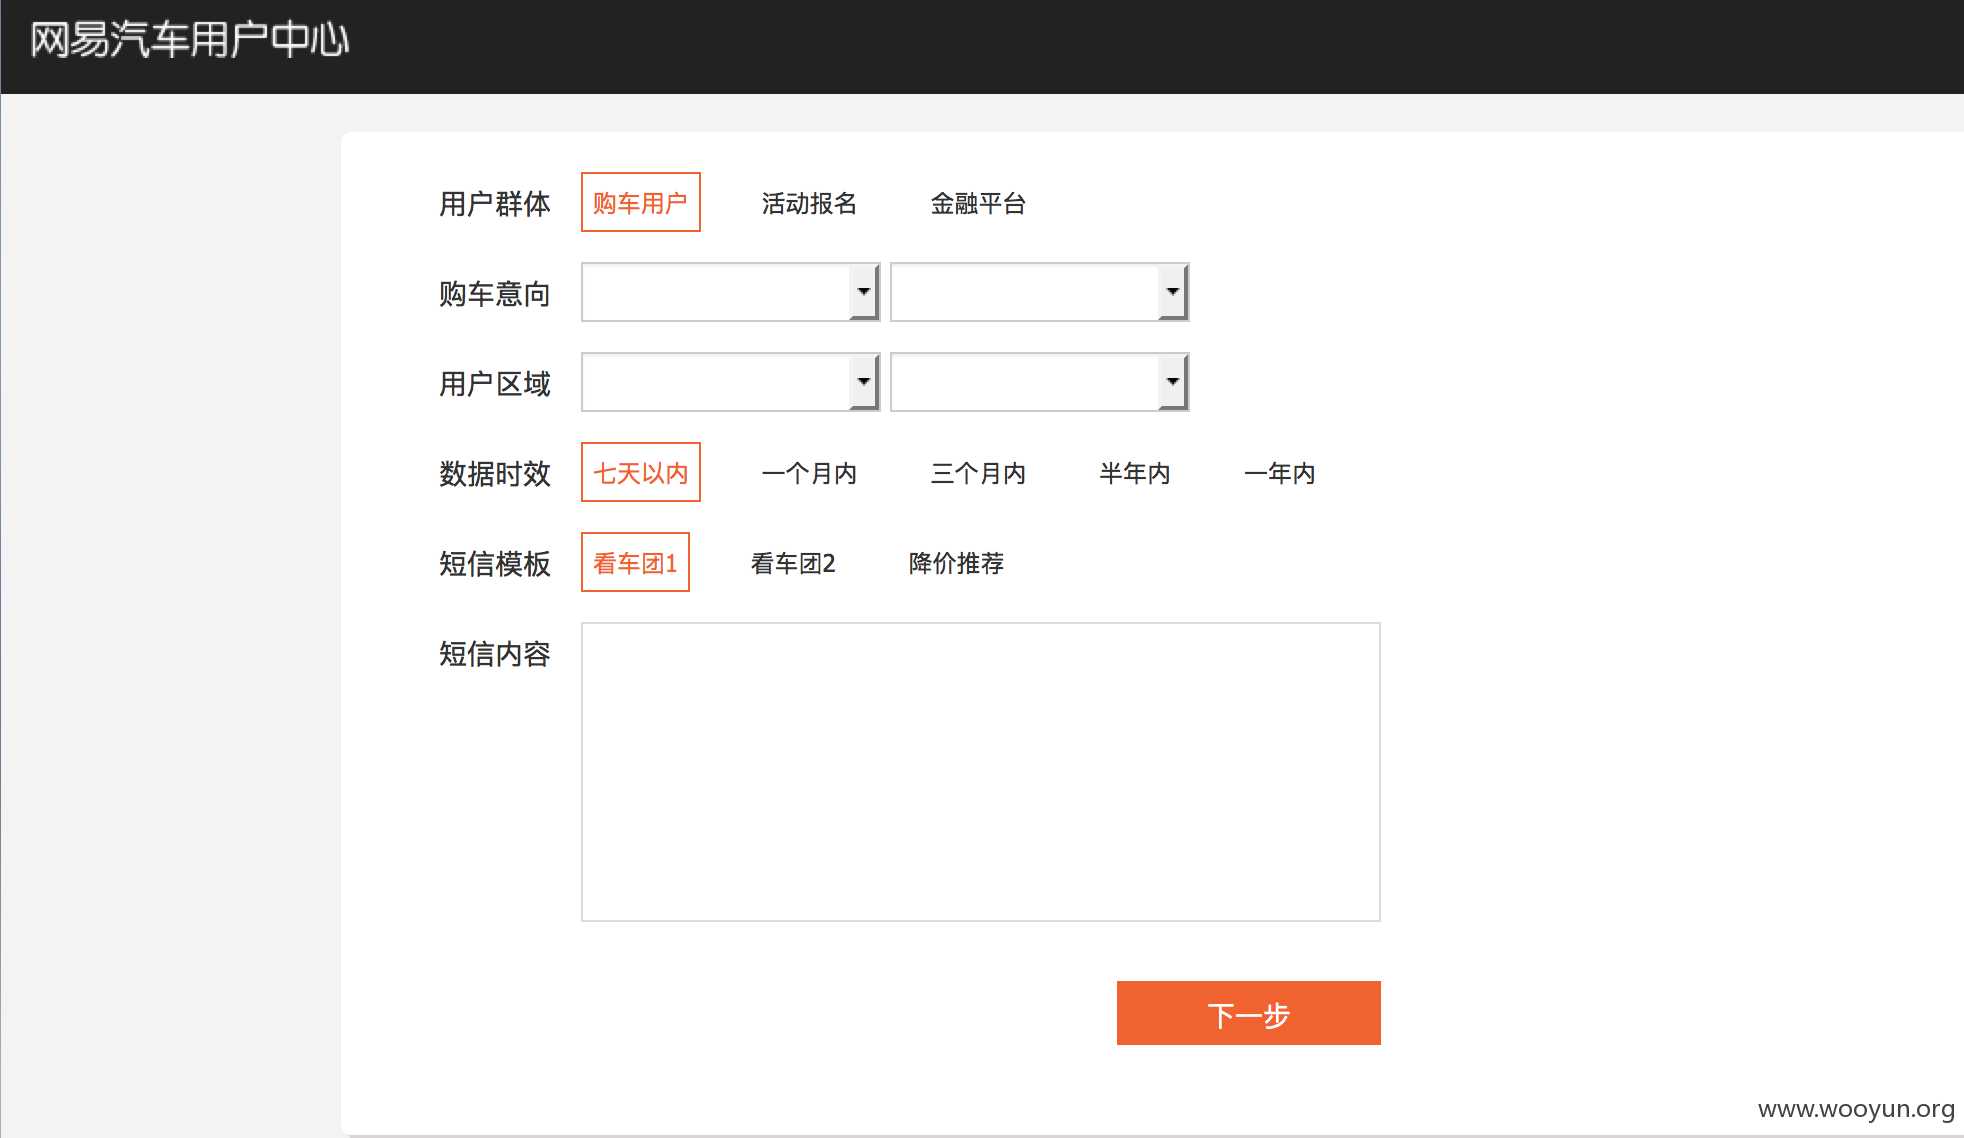 网易汽车用户中心
用户群体 购车用户 活动报名 金融平台
购车意向
用户区域
数据时效 七天以内 一个月内 三个月内 半年内 一年内
短信模板 看车团1 看车团2 降价推荐
短信内容
下一步
www.wooyun.org